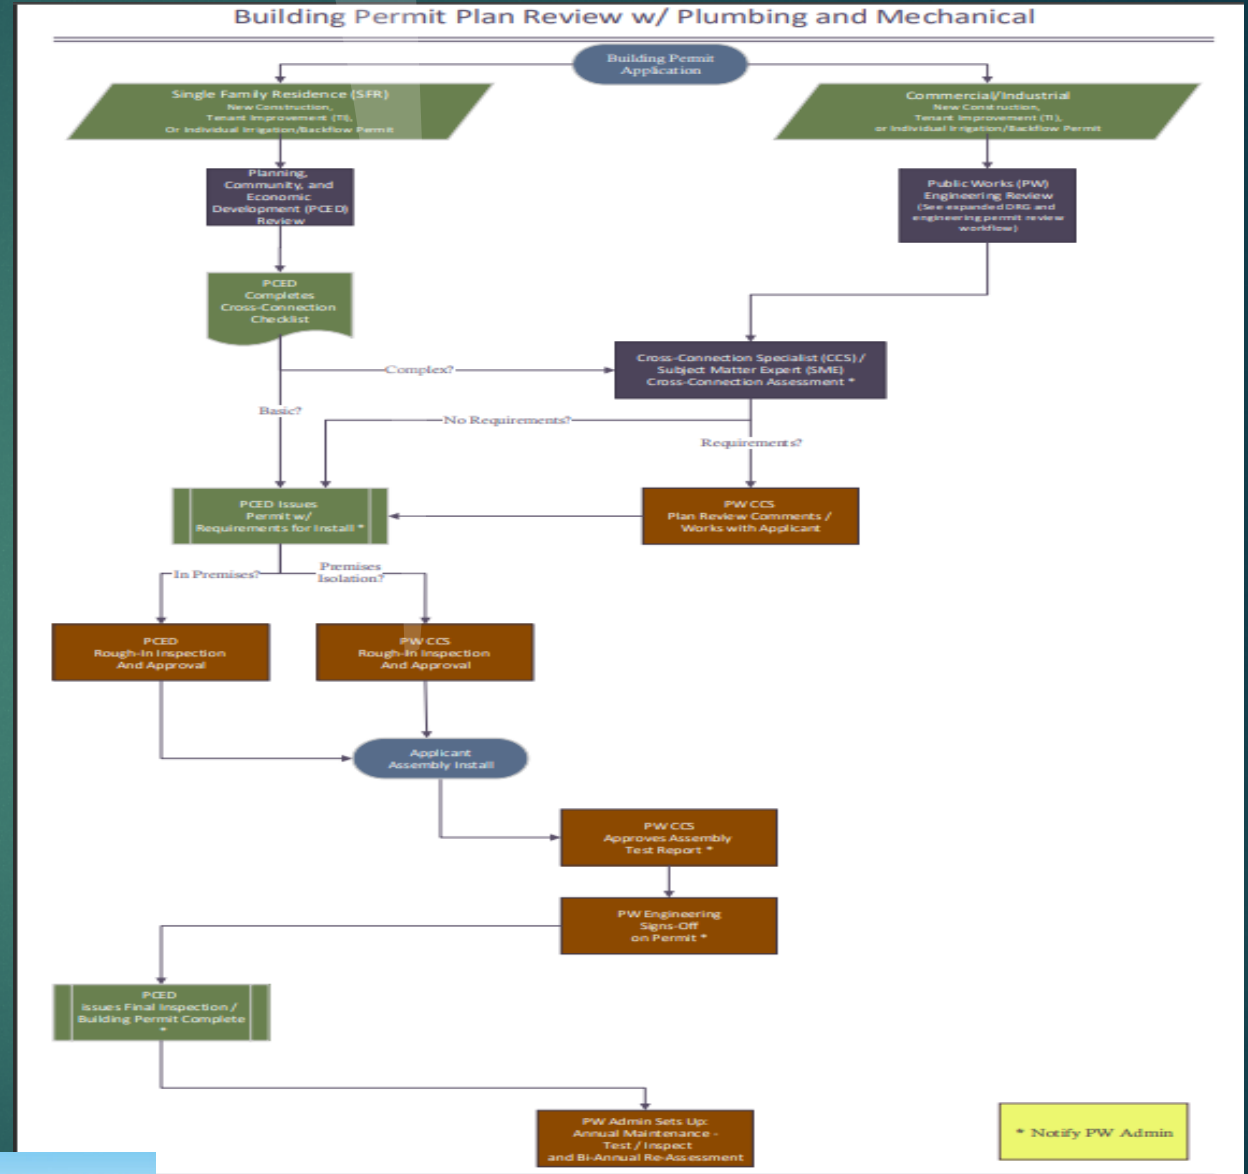 Building Permit Plan Review w/ Plumbing and Mechanical
Building Permit
Application
Single Family Residence (SFR)
New Construction,
Tenant Improvement (TI),
Or Individual Irrigation/Backflow Permit
Commercial/Industrial
New Construction,
Tenant Improvement (TI),
or Individual Irrigation/Backflow Permit
Planning,
Community, and
Economic
Development (PCED)
Review
Public Works (PW)
Engineering Review
(See expanded DRG and
engineering permit review
workflow)
PCED
Completes
Cross-Connection
Checklist
Cross-Connection Specialist (CCS) /
Subject Matter Expert (SME)
Cross-Connection Assessment *
Complex?
Basic?
No Requirements?
Requirements?
PCED Issues
Permit w/
Requirements for Install *
PW CCS
Plan Review Comments /
Works with Applicant
In Premises?
Premises
Isolation?
PCED
Rough-In Inspection
And Approval
PW CCS
Rough-In Inspection
And Approval
Applicant
Assembly Install
PW CCS
Approves Assembly
Test Report *
PW Engineering
Signs-Off
on Permit *
PCED
issues Final Inspection /
Building Permit Complete
*
PW Admin Sets Up:
Annual Maintenance -
Test / Inspect
and Bi-Annual Re-Assessment
* Notify PW Admin